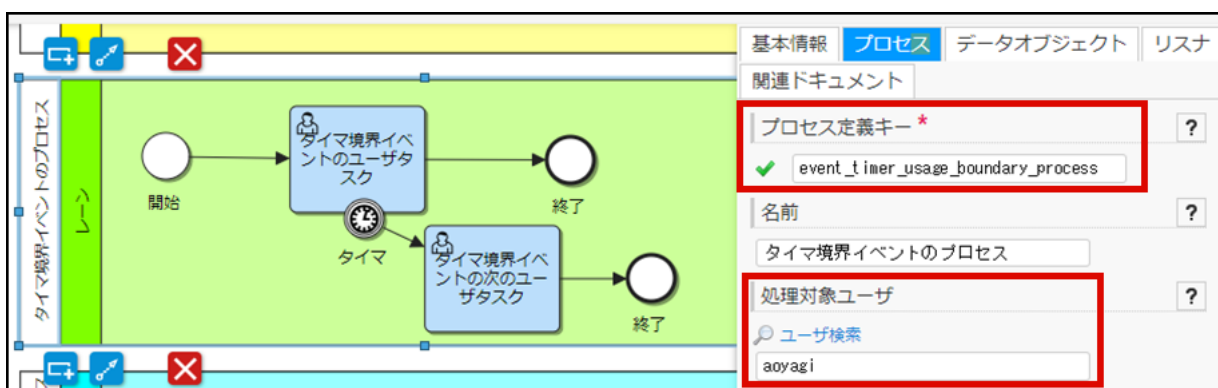 タイマ境界イベントのプロセス
レーン
開始
タイマ境界イベ
ントのユーザタ
スク
終了
タイマ
タイマ境界イベ
ントの次のユー
ザタスク
終了
基本情報 プロセス データオブジェクト リスナ
関連ドキュメント
プロセス定義キー * ?
event_timer_usage_boundary_process
名前 ?
タイマ境界イベントのプロセス
処理対象ユーザ ?
ユーザ検索
aoyagi